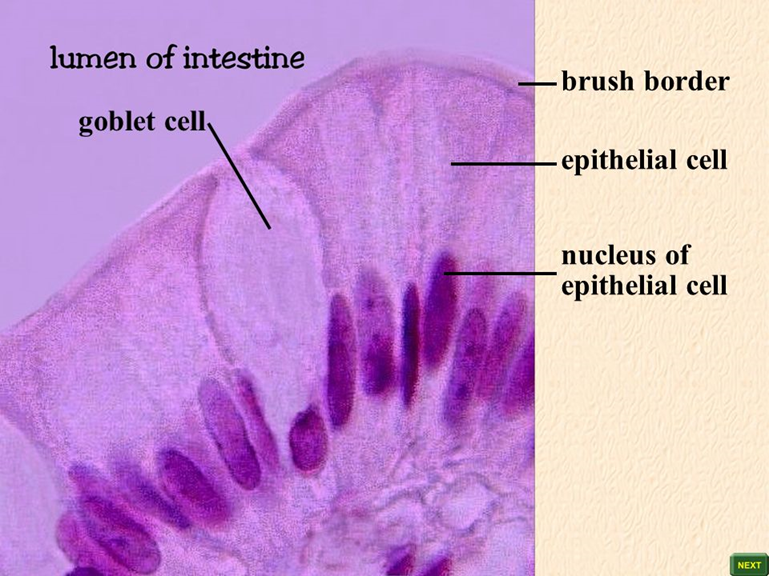 lumen of intestine
goblet cell
brush border
epithelial cell
nucleus of
epithelial cell
NEXT